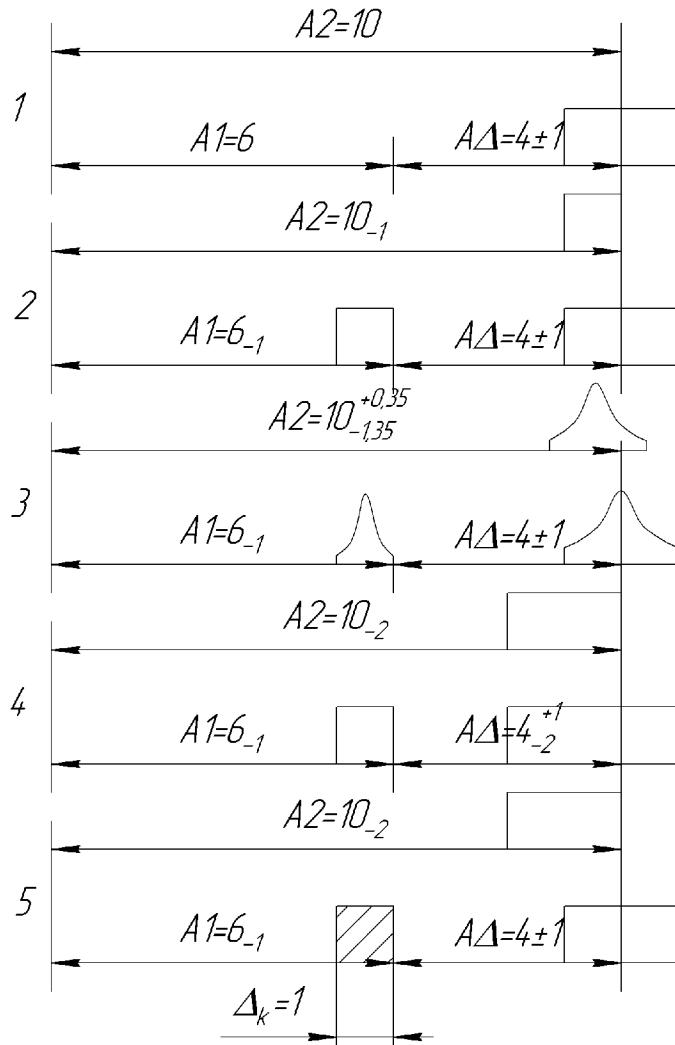 A2=10
1
A1=6 AΔ=4±1
A2=10₋₁
2
A1=6₋₁ AΔ=4±1
A2=10 +0,35 -1,35
3
A1=6₋₁ AΔ=4±1
A2=10₋₂
4
A1=6₋₁ AΔ=4 +1 -2
A2=10₋₂
5
A1=6₋₁ AΔ=4±1
Δk=1